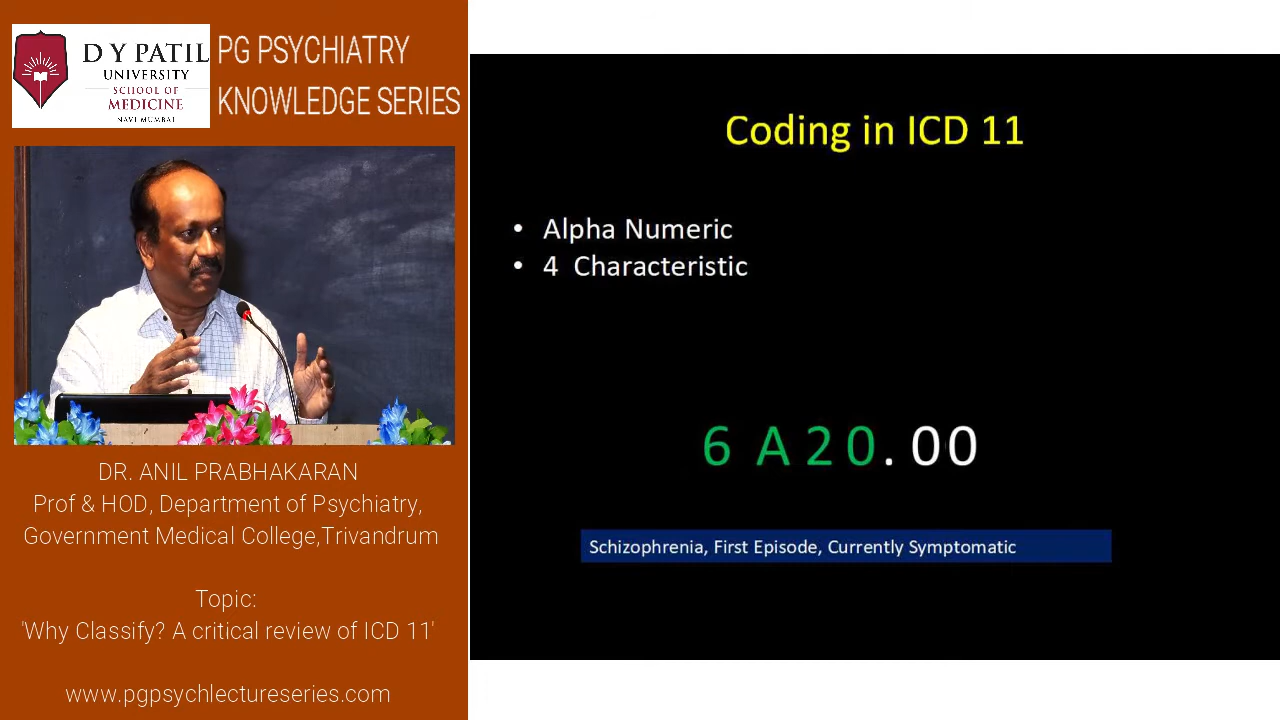 D Y PATIL
UNIVERSITY
SCHOOL OF
MEDICINE
NAVI MUMBAI
PG PSYCHIATRY
KNOWLEDGE SERIES
DR. ANIL PRABHAKARAN
Prof & HOD, Department of Psychiatry,
Government Medical College,Trivandrum
Topic:
'Why Classify? A critical review of ICD 11'
www.pgpsychlectureseries.com
Coding in ICD 11
• Alpha Numeric
• 4 Characteristic
6 A 2 0 . 00
Schizophrenia, First Episode, Currently Symptomatic